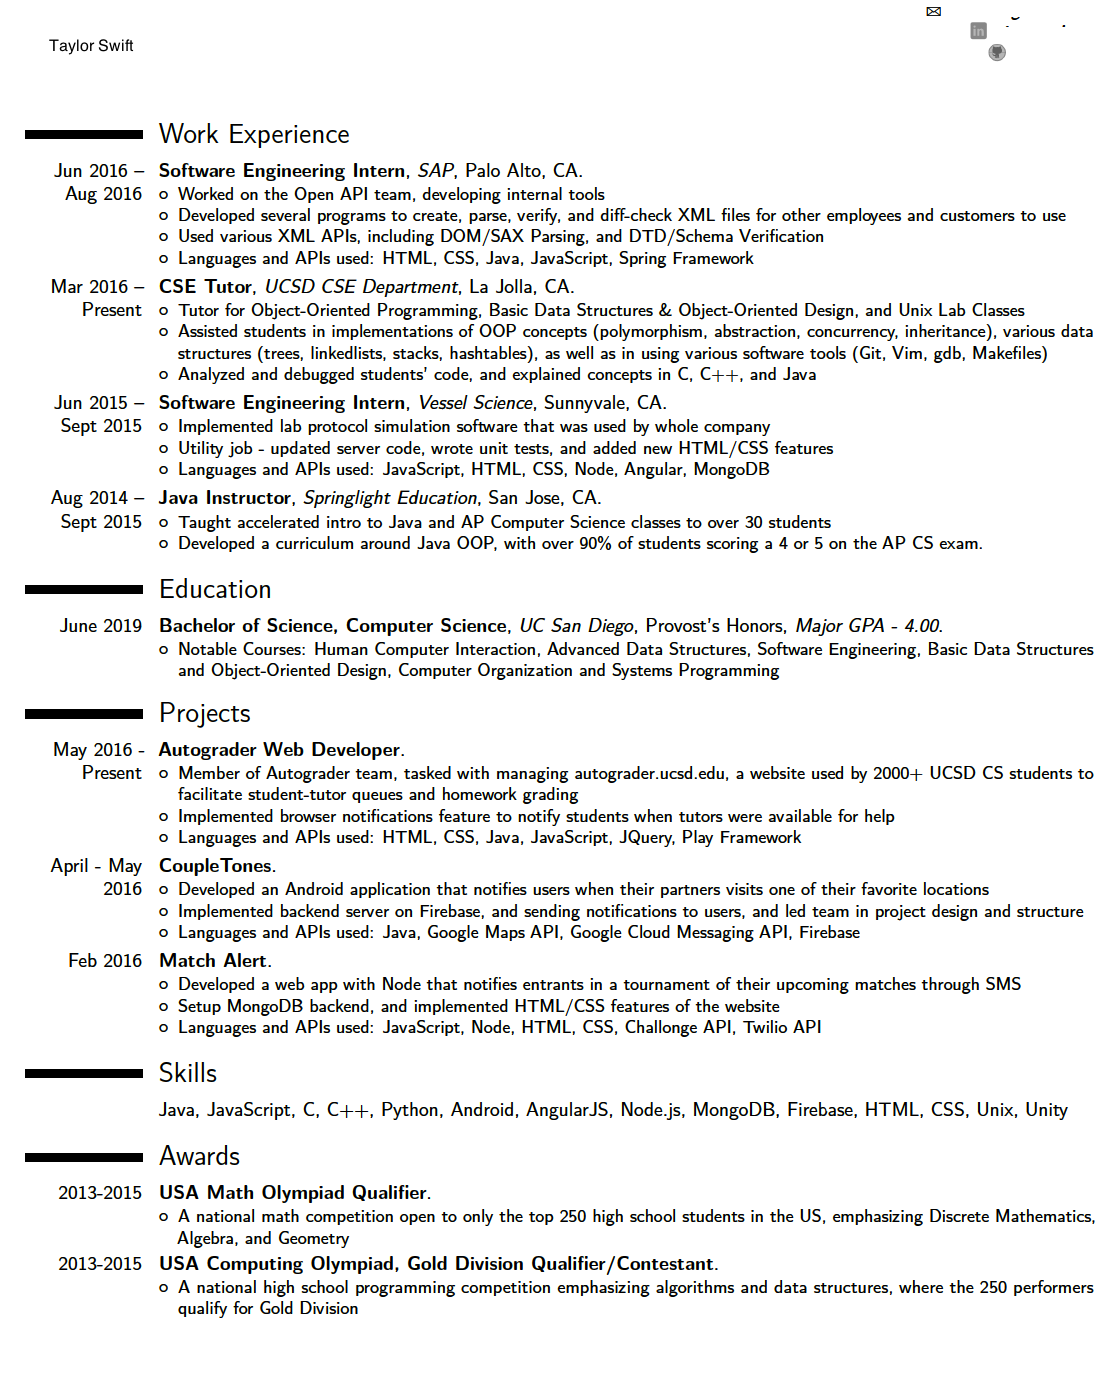 Taylor Swift
in
Work Experience
Jun 2016 – Software Engineering Intern, SAP, Palo Alto, CA.
Aug 2016 Worked on the Open API team, developing internal tools
Developed several programs to create, parse, verify, and diff-check XML files for other employees and customers to use
Used various XML APIs, including DOM/SAX Parsing, and DTD/Schema Verification
Languages and APIs used: HTML, CSS, Java, JavaScript, Spring Framework
Mar 2016 – CSE Tutor, UCSD CSE Department, La Jolla, CA.
Present Tutor for Object-Oriented Programming, Basic Data Structures & Object-Oriented Design, and Unix Lab Classes
Assisted students in implementations of OOP concepts (polymorphism, abstraction, concurrency, inheritance), various data
structures (trees, linkedlists, stacks, hashtables), as well as in using various software tools (Git, Vim, gdb, Makefiles)
Analyzed and debugged students' code, and explained concepts in C, C++, and Java
Jun 2015 – Software Engineering Intern, Vessel Science, Sunnyvale, CA.
Sept 2015 Implemented lab protocol simulation software that was used by whole company
Utility job - updated server code, wrote unit tests, and added new HTML/CSS features
Languages and APIs used: JavaScript, HTML, CSS, Node, Angular, MongoDB
Aug 2014 – Java Instructor, Springlight Education, San Jose, CA.
Sept 2015 Taught accelerated intro to Java and AP Computer Science classes to over 30 students
Developed a curriculum around Java OOP, with over 90% of students scoring a 4 or 5 on the AP CS exam.
Education
June 2019 Bachelor of Science, Computer Science, UC San Diego, Provost's Honors, Major GPA - 4.00.
Notable Courses: Human Computer Interaction, Advanced Data Structures, Software Engineering, Basic Data Structures
and Object-Oriented Design, Computer Organization and Systems Programming
Projects
May 2016 - Autograder Web Developer.
Present Member of Autograder team, tasked with managing autograder.ucsd.edu, a website used by 2000+ UCSD CS students to
facilitate student-tutor queues and homework grading
Implemented browser notifications feature to notify students when tutors were available for help
Languages and APIs used: HTML, CSS, Java, JavaScript, JQuery, Play Framework
April - May CoupleTones.
2016 Developed an Android application that notifies users when their partners visits one of their favorite locations
Implemented backend server on Firebase, and sending notifications to users, and led team in project design and structure
Languages and APIs used: Java, Google Maps API, Google Cloud Messaging API, Firebase
Feb 2016 Match Alert.
Developed a web app with Node that notifies entrants in a tournament of their upcoming matches through SMS
Setup MongoDB backend, and implemented HTML/CSS features of the website
Languages and APIs used: JavaScript, Node, HTML, CSS, Challonge API, Twilio API
Skills
Java, JavaScript, C, C++, Python, Android, AngularJS, Node.js, MongoDB, Firebase, HTML, CSS, Unix, Unity
Awards
2013-2015 USA Math Olympiad Qualifier.
A national math competition open to only the top 250 high school students in the US, emphasizing Discrete Mathematics,
Algebra, and Geometry
2013-2015 USA Computing Olympiad, Gold Division Qualifier/Contestant.
A national high school programming competition emphasizing algorithms and data structures, where the 250 performers
qualify for Gold Division